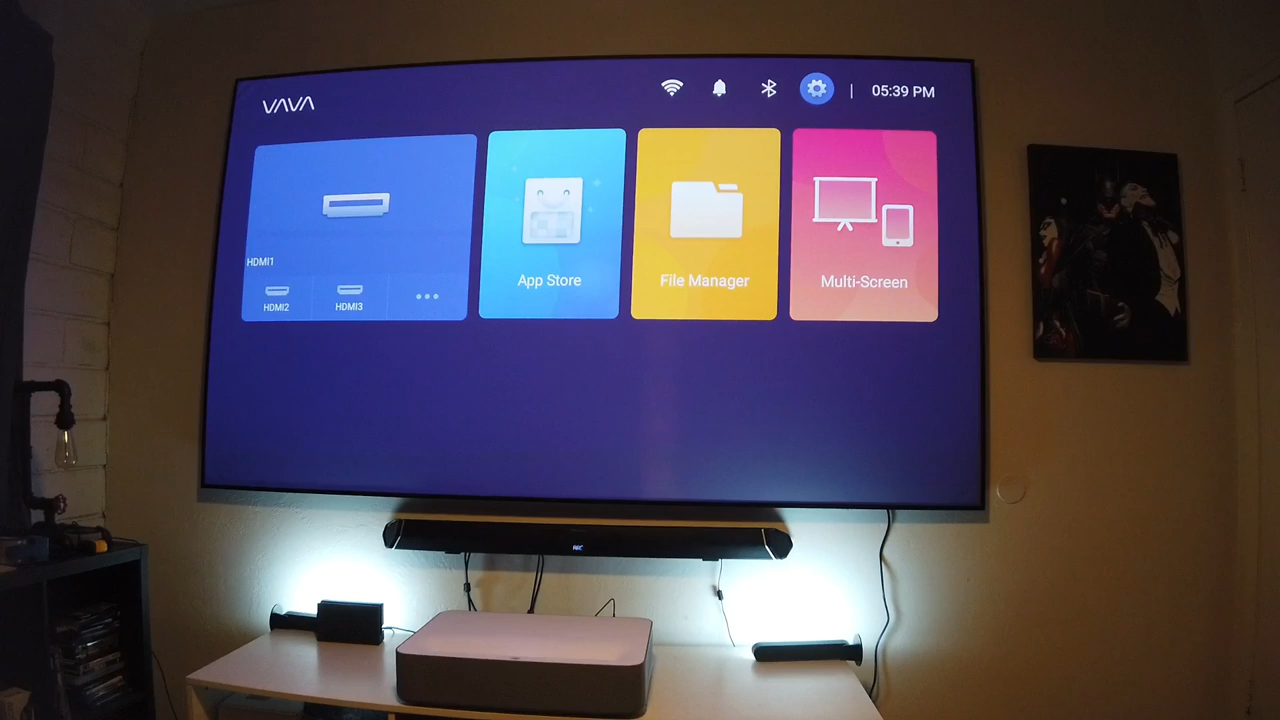 VAVA
| 05:39 PM
HDMI1
HDMI2
HDMI3
App Store
File Manager
Multi-Screen